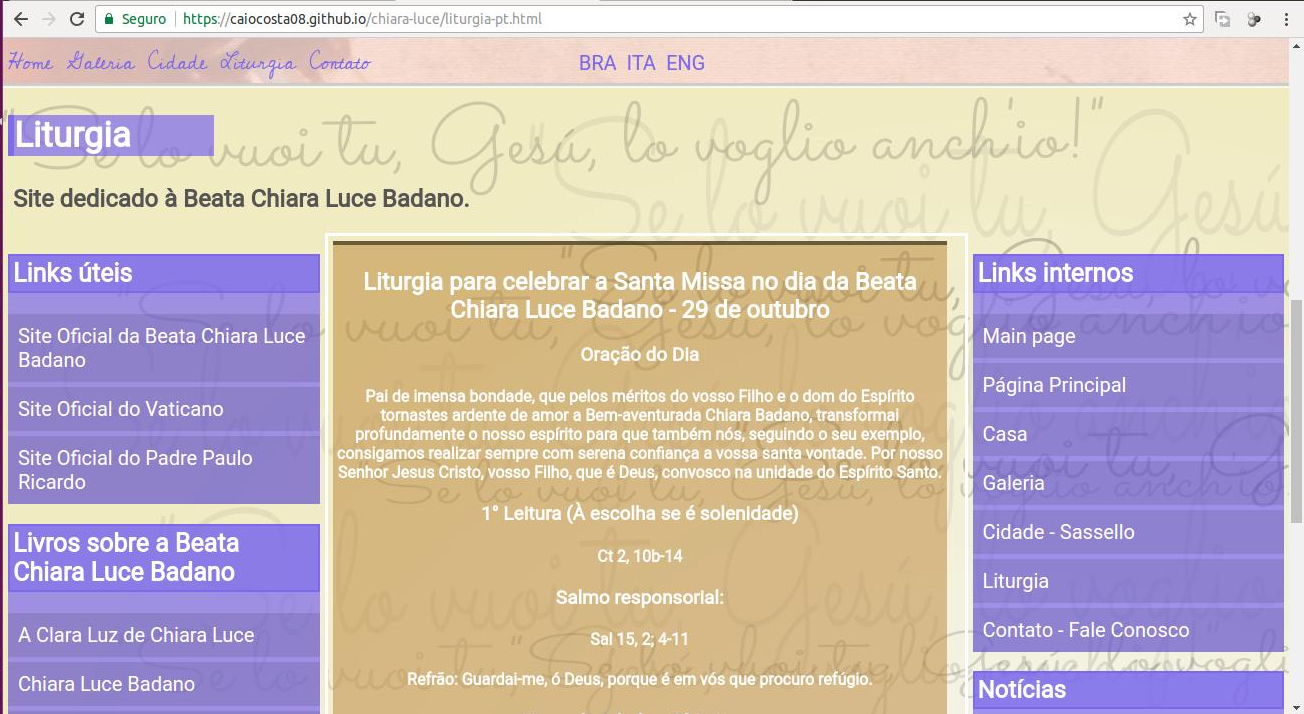 Seguro
https://caiocosta08.github.io/chiara-luce/liturgia-pt.html
Home Galeria Cidade Liturgia Contato
BRA ITA ENG
"Se lo vuoi tu, Gesú, lo voglio anch'io!"
Liturgia
Site dedicado à Beata Chiara Luce Badano.
Links úteis
Site Oficial da Beata Chiara Luce
Badano
Site Oficial do Vaticano
Site Oficial do Padre Paulo
Ricardo
Livros sobre a Beata
Chiara Luce Badano
A Clara Luz de Chiara Luce
Chiara Luce Badano
Liturgia para celebrar a Santa Missa no dia da Beata
Chiara Luce Badano - 29 de outubro
Oração do Dia
Pai de imensa bondade, que pelos méritos do vosso Filho e o dom do Espírito
tornastes ardente de amor a Bem-aventurada Chiara Badano, transformai
profundamente o nosso espírito para que também nós, seguindo o seu exemplo,
consigamos realizar sempre com serena confiança a vossa santa vontade. Por nosso
Senhor Jesus Cristo, vosso Filho, que é Deus, convosco na unidade do Espírito Santo.
1° Leitura (À escolha se é solenidade)
Ct 2, 10b-14
Salmo responsorial:
Sal 15, 2; 4-11
Refrão: Guardai-me, ó Deus, porque é em vós que procuro refúgio.
Links internos
Main page
Página Principal
Casa
Galeria
Cidade - Sassello
Liturgia
Contato - Fale Conosco
Notícias